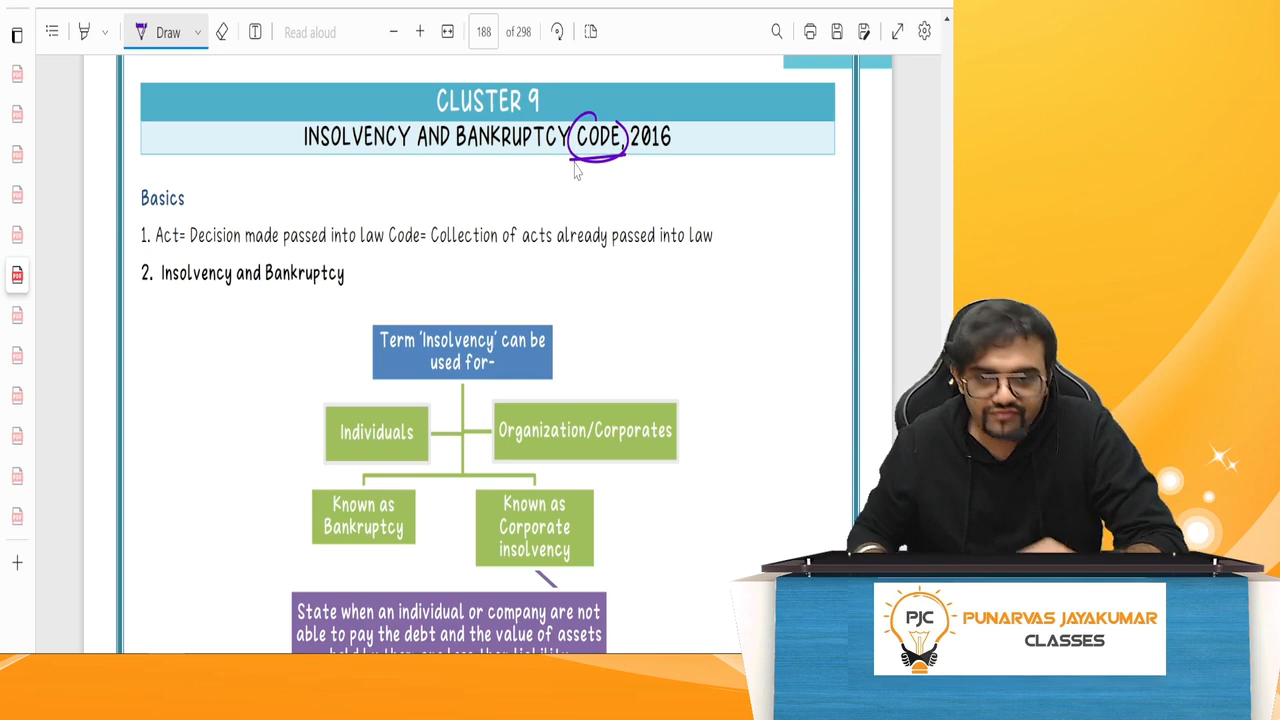 Draw
Read aloud
188
of 298
CLUSTER 9
INSOLVENCY AND BANKRUPTCY CODE, 2016
Basics
1. Act= Decision made passed into law Code= Collection of acts already passed into law
2. Insolvency and Bankruptcy
Term 'Insolvency' can be
used for-
Individuals
Organization/Corporates
Known as
Bankruptcy
Known as
Corporate
insolvency
State when an individual or company are not
able to pay the debt and the value of assets
PJC
PUNARVAS JAYAKUMAR
CLASSES